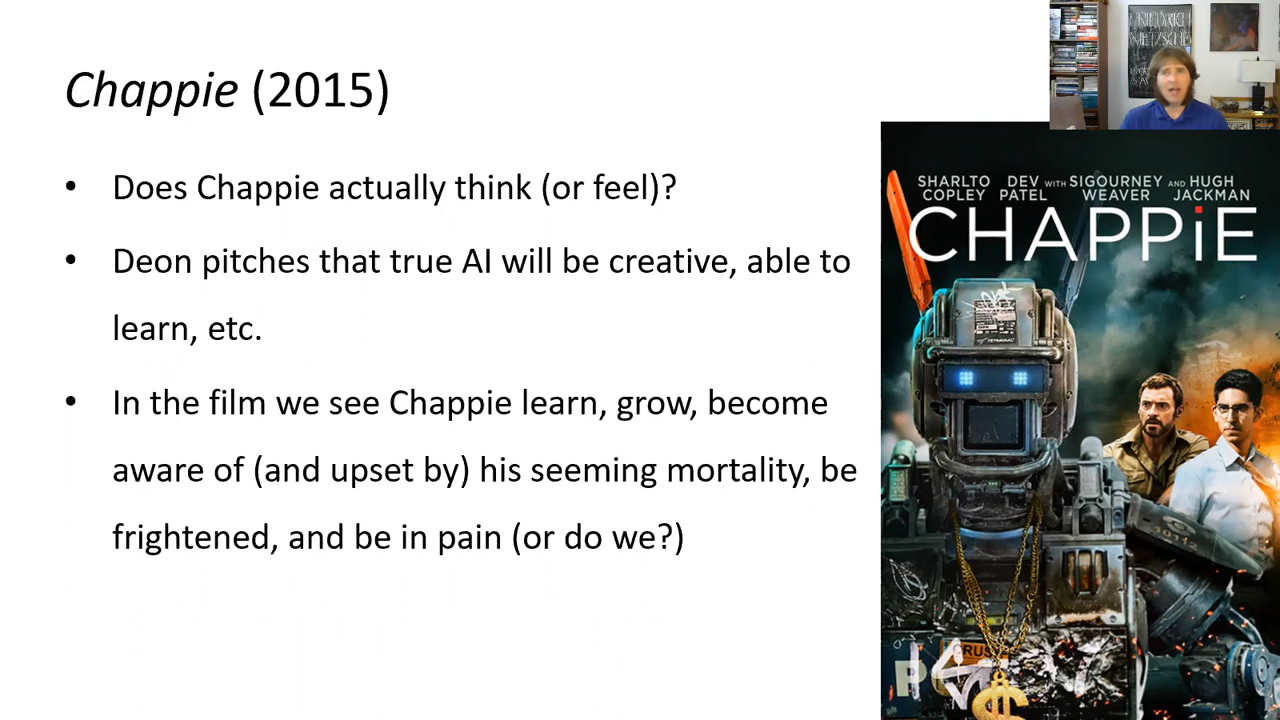 Chappie (2015)
• Does Chappie actually think (or feel)?
• Deon pitches that true AI will be creative, able to
learn, etc.
• In the film we see Chappie learn, grow, become
aware of (and upset by) his seeming mortality, be
frightened, and be in pain (or do we?)
NIETZSCHE
SHARLTO COPLEY DEV PATEL WITH SIGOURNEY WEAVER AND HUGH JACKMAN
CHAPPiE
TETRAVAAL
CRUS